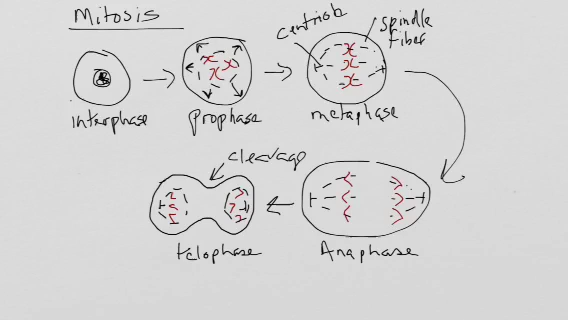 Mitosis
centriole
spindle
fiber
interphase
prophase
metaphase
cleavage
telophase
Anaphase